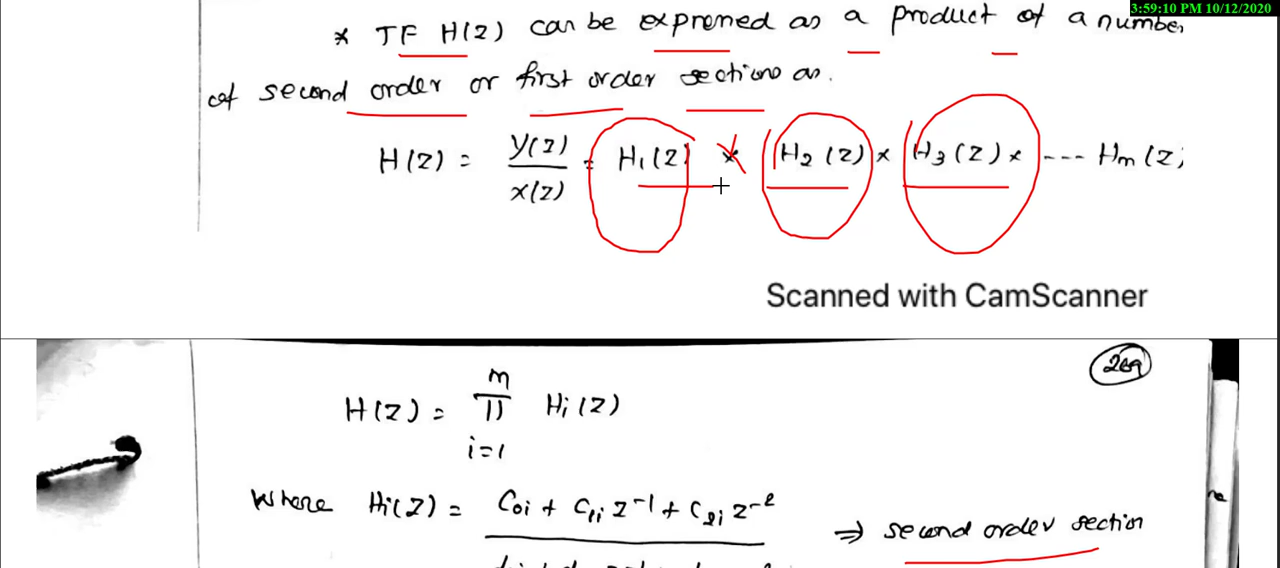 3:59:10 PM 10/12/2020
* TF H(z) can be expressed as a product of a number
of second order or first order sections as.
H(z) = Y(z)/X(z) = H₁(z) * H₂(z) × H₃(z) × ---- Hm(z)
Scanned with CamScanner
269
H(z) = m π i=1 Hi(z)
Where Hi(z) = C₀i + C₁i z⁻¹ + C₂i z⁻² ⇒ second order section